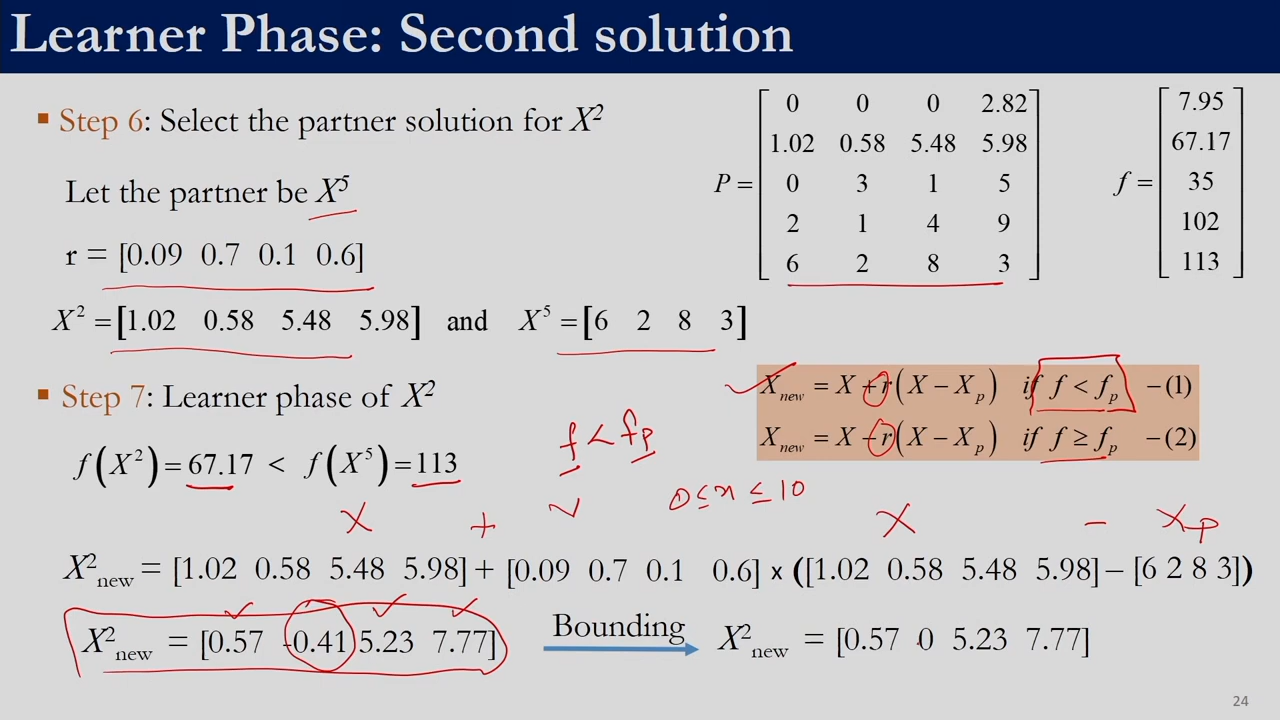 Learner Phase: Second solution
▪ Step 6: Select the partner solution for X²
Let the partner be X⁵
r = [0.09 0.7 0.1 0.6]
X² = [1.02 0.58 5.48 5.98] and X⁵ = [6 2 8 3]
P = [0 0 0 2.82
1.02 0.58 5.48 5.98
0 3 1 5
2 1 4 9
6 2 8 3]
f = [7.95
67.17
35
102
113]
▪ Step 7: Learner phase of X²
X_new = X + r(X − X_p) if f < f_p −(1)
X_new = X − r(X − X_p) if f ≥ f_p −(2)
f(X²) = 67.17 < f(X⁵) = 113
f < fp
0 ≤ x ≤ 10
X + r X − Xp
X²_new = [1.02 0.58 5.48 5.98] + [0.09 0.7 0.1 0.6] × ([1.02 0.58 5.48 5.98] − [6 2 8 3])
X²_new = [0.57 -0.41 5.23 7.77] Bounding X²_new = [0.57 0 5.23 7.77]
24